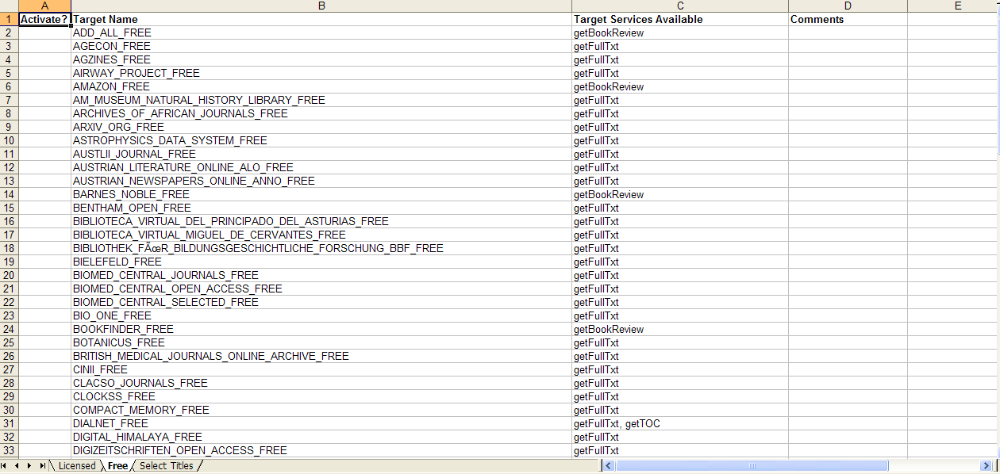 A B C D E
1 Activate? Target Name Target Services Available Comments
2 ADD_ALL_FREE getBookReview
3 AGECON_FREE getFullTxt
4 AGZINES_FREE getFullTxt
5 AIRWAY_PROJECT_FREE getFullTxt
6 AMAZON_FREE getBookReview
7 AM_MUSEUM_NATURAL_HISTORY_LIBRARY_FREE getFullTxt
8 ARCHIVES_OF_AFRICAN_JOURNALS_FREE getFullTxt
9 ARXIV_ORG_FREE getFullTxt
10 ASTROPHYSICS_DATA_SYSTEM_FREE getFullTxt
11 AUSTLII_JOURNAL_FREE getFullTxt
12 AUSTRIAN_LITERATURE_ONLINE_ALO_FREE getFullTxt
13 AUSTRIAN_NEWSPAPERS_ONLINE_ANNO_FREE getFullTxt
14 BARNES_NOBLE_FREE getBookReview
15 BENTHAM_OPEN_FREE getFullTxt
16 BIBLIOTECA_VIRTUAL_DEL_PRINCIPADO_DEL_ASTURIAS_FREE getFullTxt
17 BIBLIOTECA_VIRTUAL_MIGUEL_DE_CERVANTES_FREE getFullTxt
18 BIBLIOTHEK_FÃœR_BILDUNGSGESCHICHTLICHE_FORSCHUNG_BBF_FREE getFullTxt
19 BIELEFELD_FREE getFullTxt
20 BIOMED_CENTRAL_JOURNALS_FREE getFullTxt
21 BIOMED_CENTRAL_OPEN_ACCESS_FREE getFullTxt
22 BIOMED_CENTRAL_SELECTED_FREE getFullTxt
23 BIO_ONE_FREE getFullTxt
24 BOOKFINDER_FREE getBookReview
25 BOTANICUS_FREE getFullTxt
26 BRITISH_MEDICAL_JOURNALS_ONLINE_ARCHIVE_FREE getFullTxt
27 CINII_FREE getFullTxt
28 CLACSO_JOURNALS_FREE getFullTxt
29 CLOCKSS_FREE getFullTxt
30 COMPACT_MEMORY_FREE getFullTxt
31 DIALNET_FREE getFullTxt, getTOC
32 DIGITAL_HIMALAYA_FREE getFullTxt
33 DIGIZEITSCHRIFTEN_OPEN_ACCESS_FREE getFullTxt
Licensed Free Select Titles